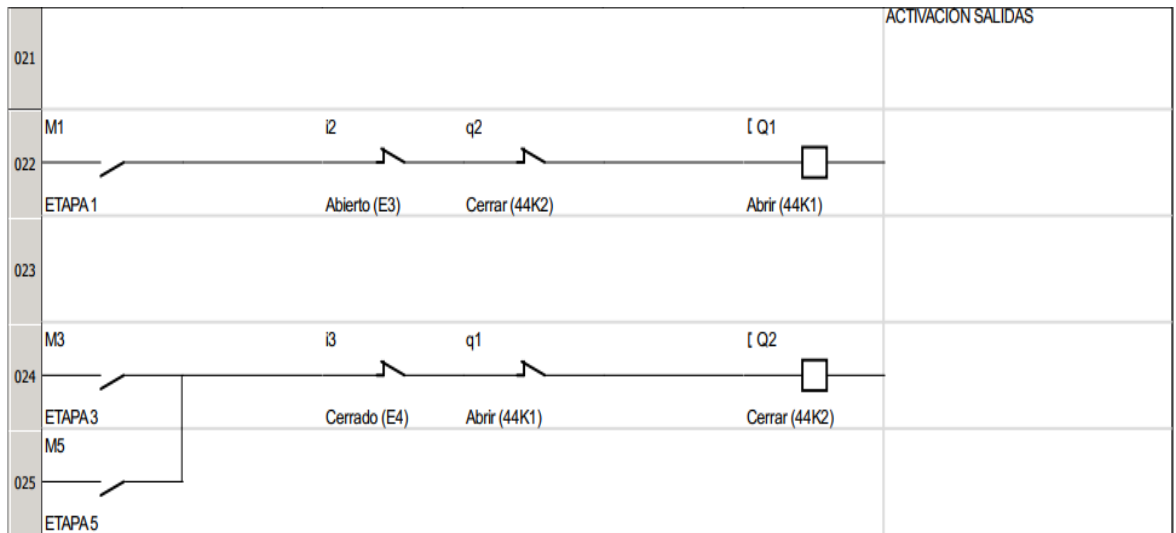 ACTIVACION SALIDAS
021
M1 i2 q2 [ Q1
022
ETAPA 1 Abierto (E3) Cerrar (44K2) Abrir (44K1)
023
M3 i3 q1 [ Q2
024
ETAPA 3 Cerrado (E4) Abrir (44K1) Cerrar (44K2)
M5
025
ETAPA 5